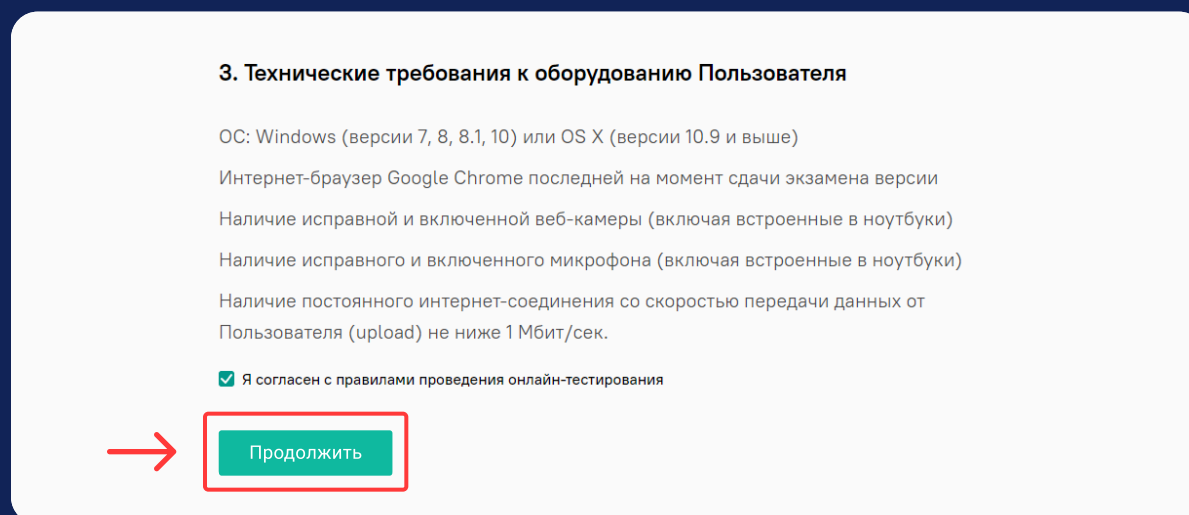 3. Технические требования к оборудованию Пользователя
ОС: Windows (версии 7, 8, 8.1, 10) или OS X (версии 10.9 и выше)
Интернет-браузер Google Chrome последней на момент сдачи экзамена версии
Наличие исправной и включенной веб-камеры (включая встроенные в ноутбуки)
Наличие исправного и включенного микрофона (включая встроенные в ноутбуки)
Наличие постоянного интернет-соединения со скоростью передачи данных от
Пользователя (upload) не ниже 1 Мбит/сек.
Я согласен с правилами проведения онлайн-тестирования
Продолжить